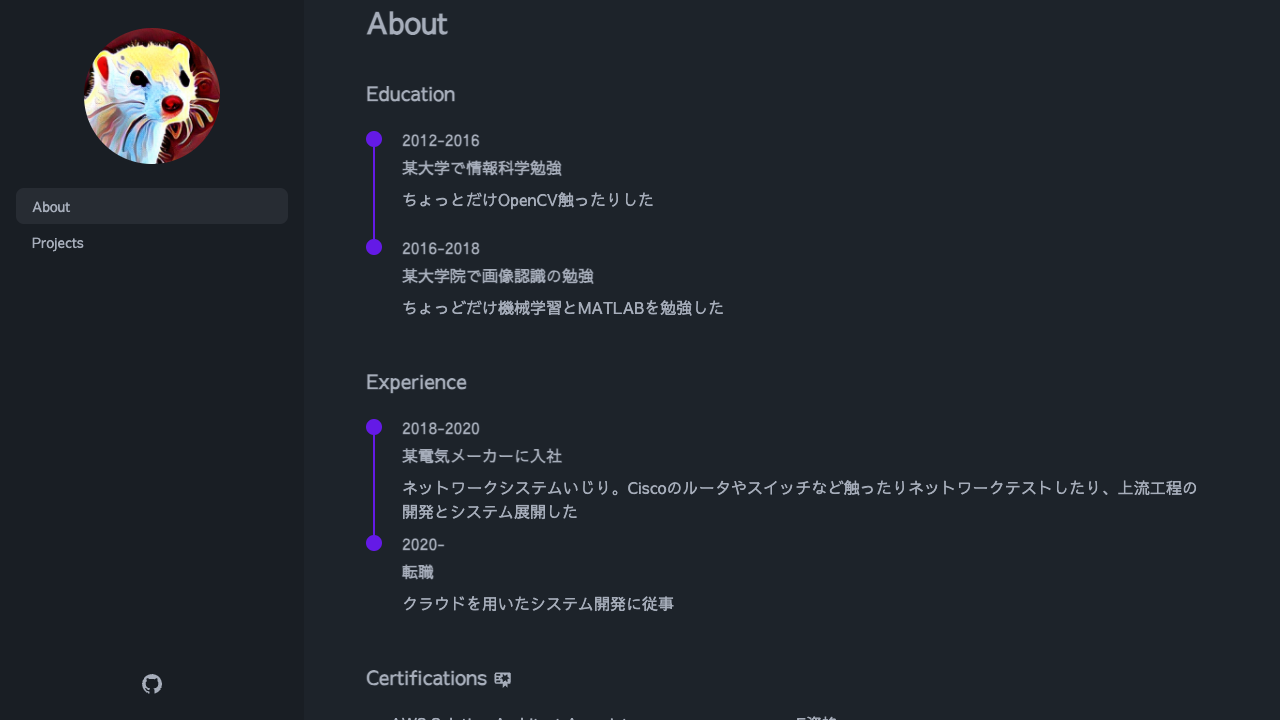 About
Projects
About
Education
2012-2016
某大学で情報科学勉強
ちょっとだけOpenCV触ったりした
2016-2018
某大学院で画像認識の勉強
ちょっどだけ機械学習とMATLABを勉強した
Experience
2018-2020
某電気メーカーに入社
ネットワークシステムいじり。Ciscoのルータやスイッチなど触ったりネットワークテストしたり、上流工程の
開発とシステム展開した
2020-
転職
クラウドを用いたシステム開発に従事
Certifications